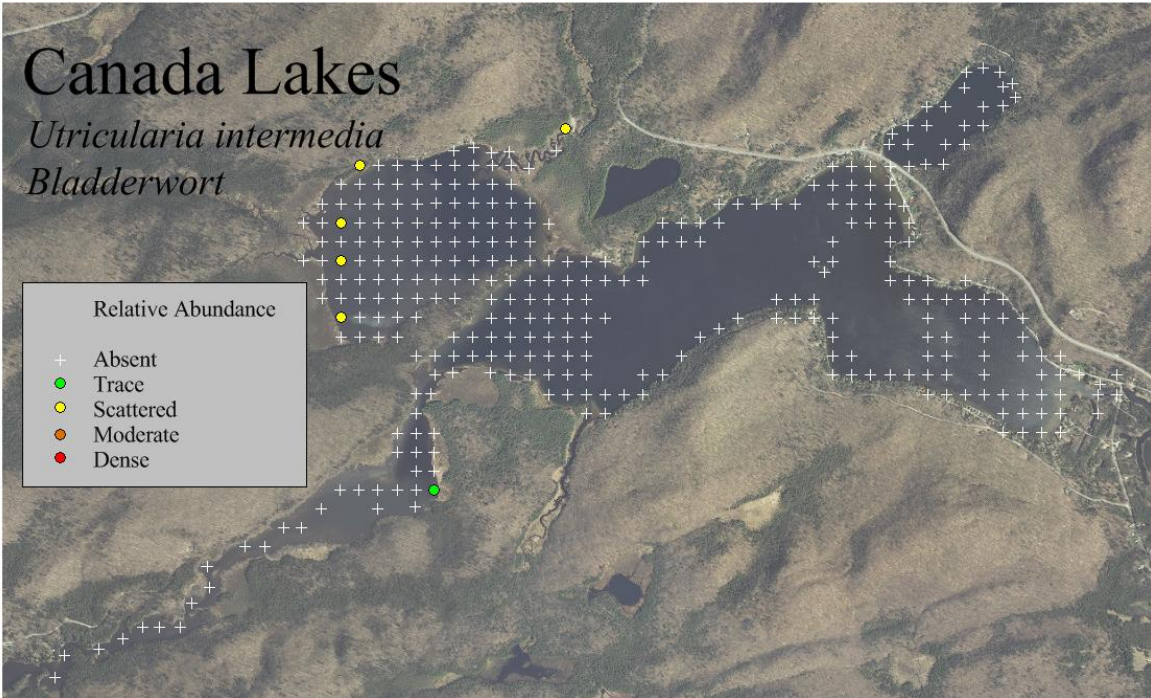 Canada Lakes
Utricularia intermedia
Bladderwort
Relative Abundance
Absent
Trace
Scattered
Moderate
Dense